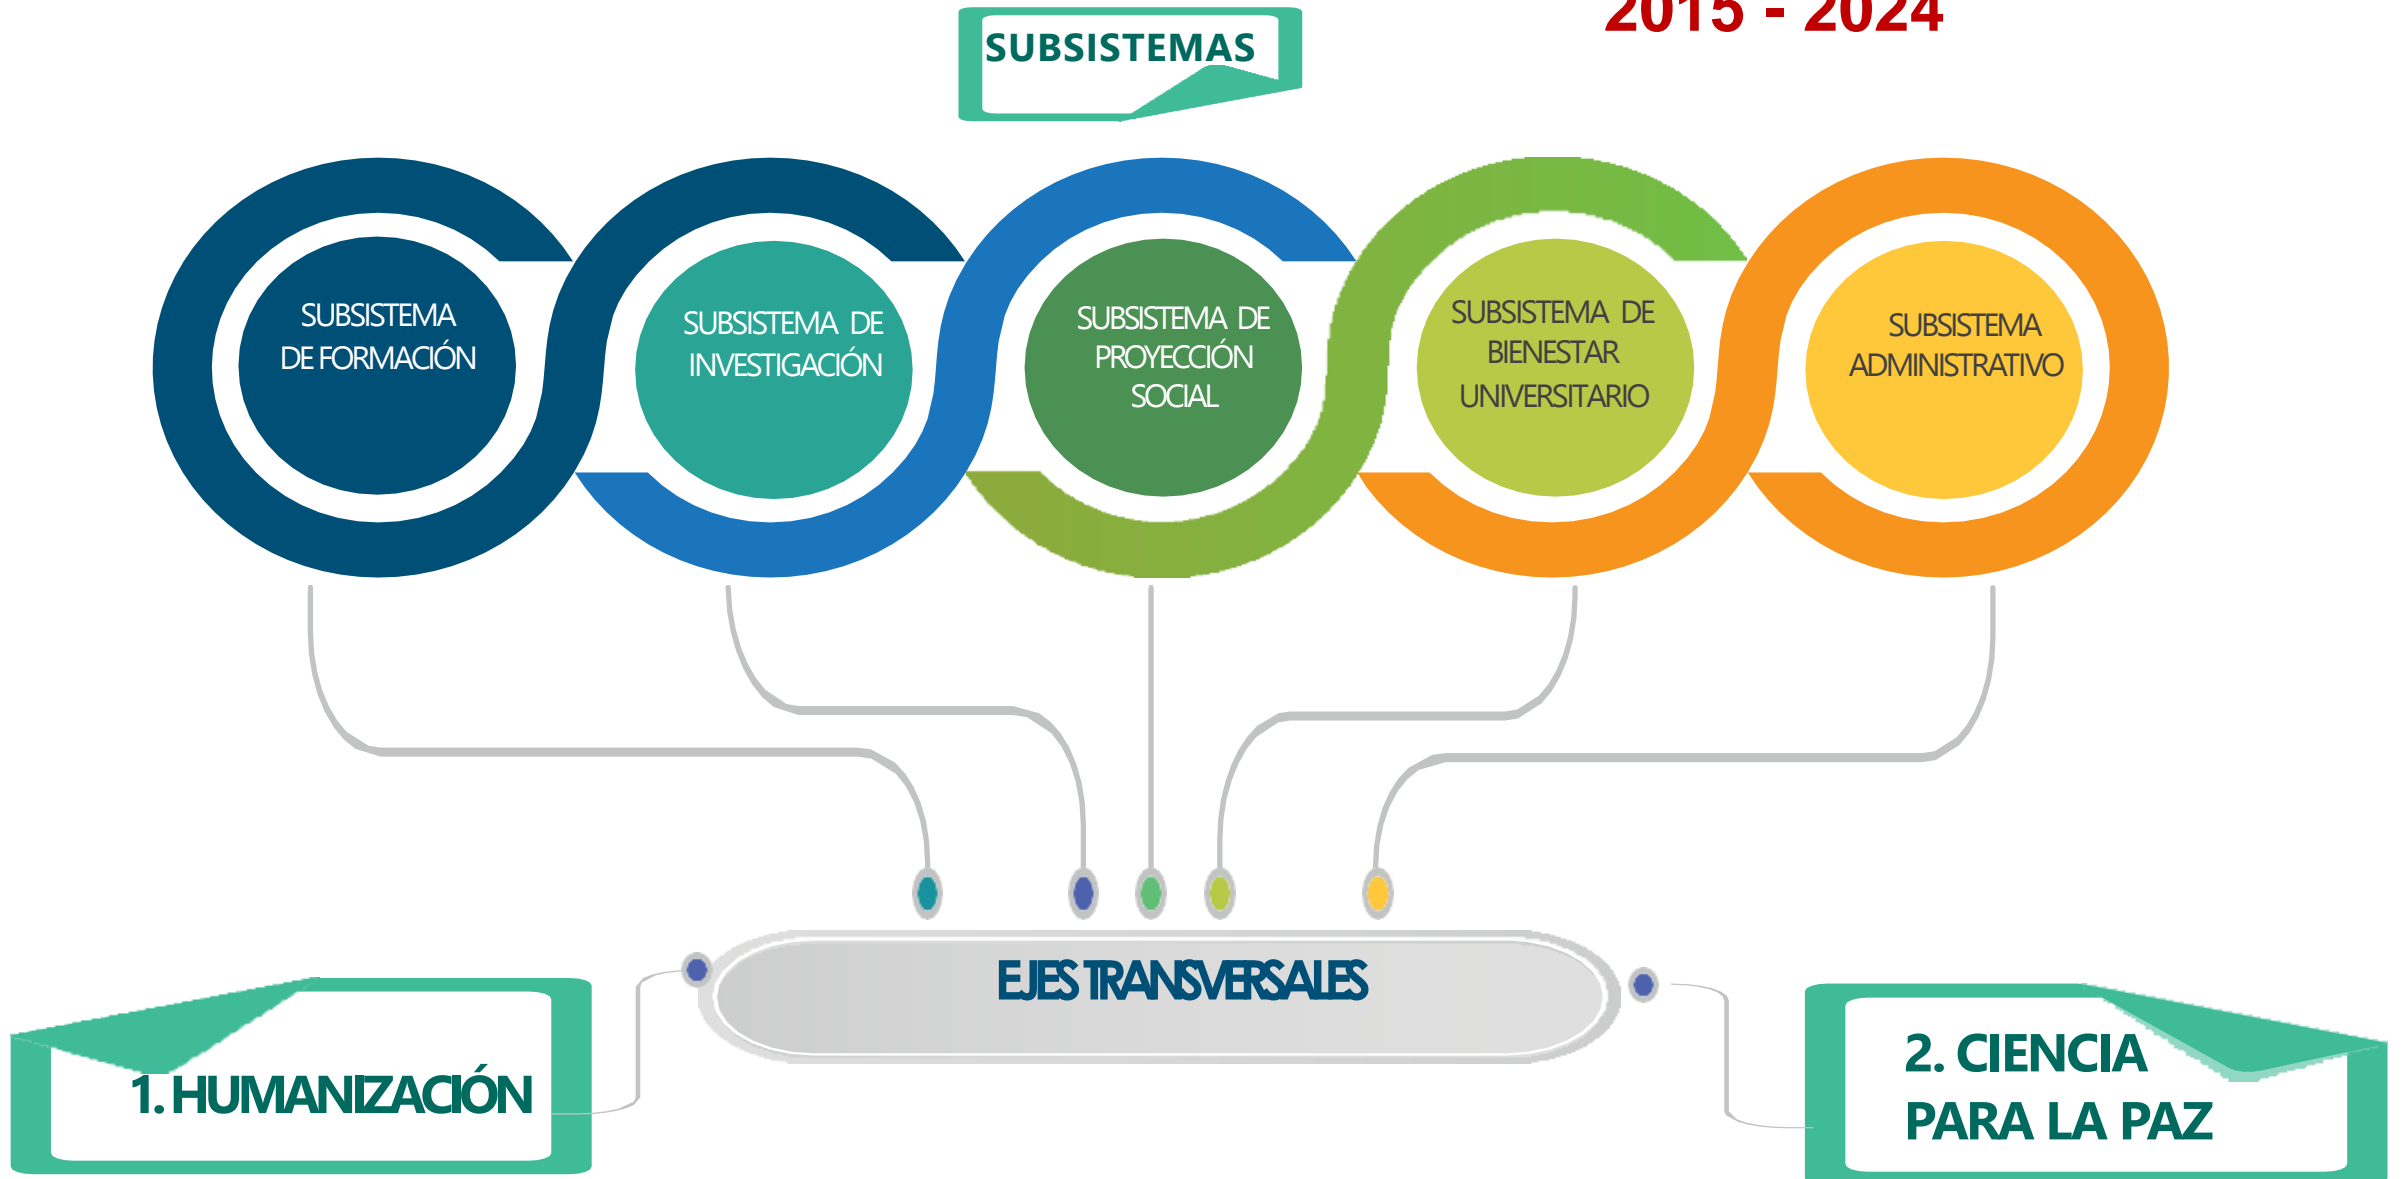 2015 - 2024
SUBSISTEMAS
SUBSISTEMA
DE FORMACIÓN
SUBSISTEMA DE
INVESTIGACIÓN
SUBSISTEMA DE
PROYECCIÓN
SOCIAL
SUBSISTEMA DE
BIENESTAR
UNIVERSITARIO
SUBSISTEMA
ADMINISTRATIVO
EJES TRANSVERSALES
1. HUMANIZACIÓN
2. CIENCIA
PARA LA PAZ